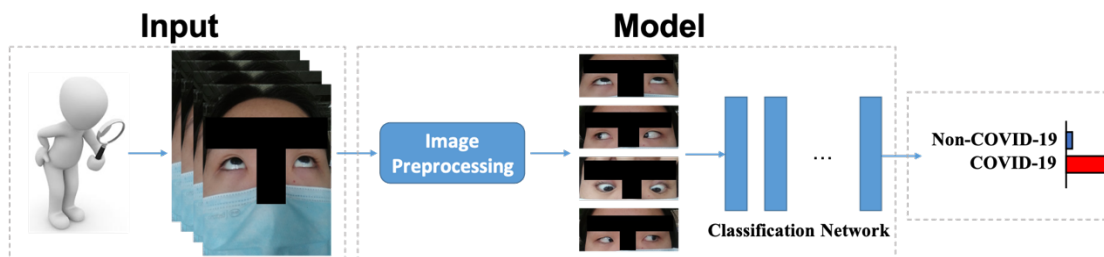 Input
Model
Image
Preprocessing
...
Classification Network
Non-COVID-19
COVID-19